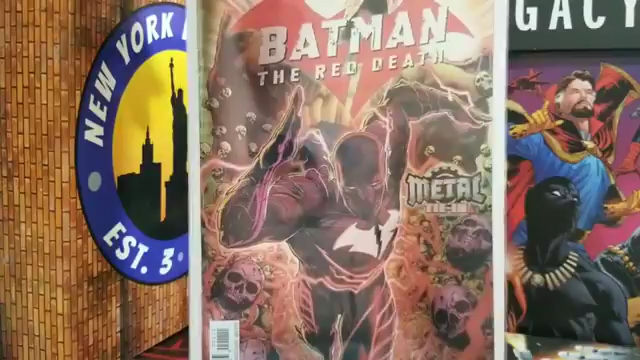 NEW YORK
EST. 3
BATMAN
THE RED DEATH
METAL
GACY